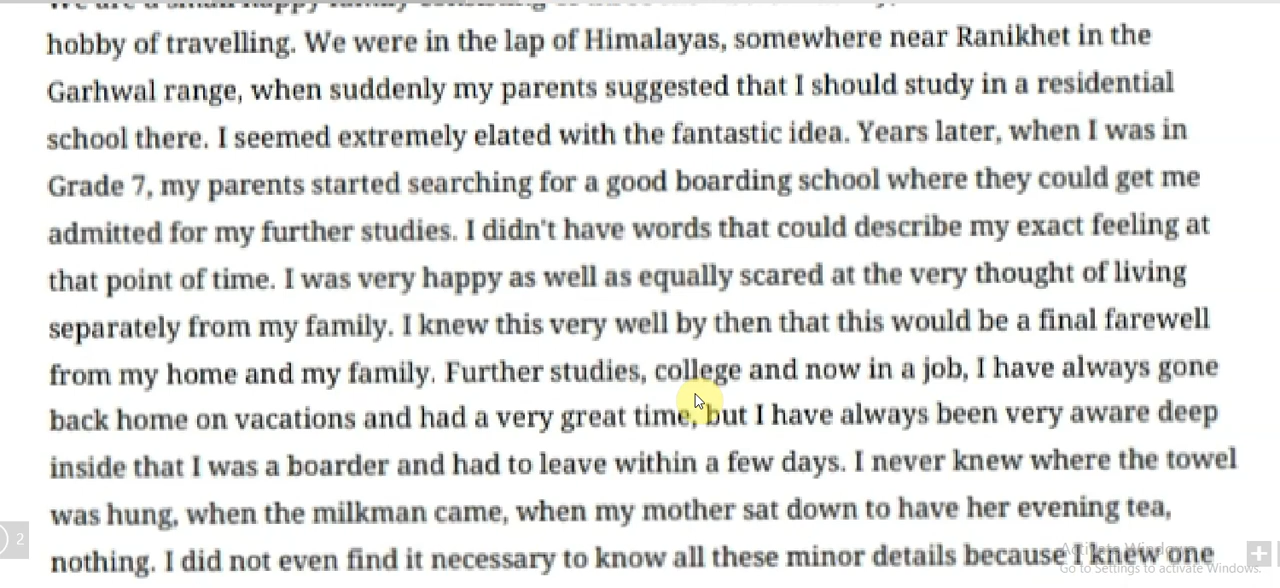 hobby of travelling. We were in the lap of Himalayas, somewhere near Ranikhet in the
Garhwal range, when suddenly my parents suggested that I should study in a residential
school there. I seemed extremely elated with the fantastic idea. Years later, when I was in
Grade 7, my parents started searching for a good boarding school where they could get me
admitted for my further studies. I didn't have words that could describe my exact feeling at
that point of time. I was very happy as well as equally scared at the very thought of living
separately from my family. I knew this very well by then that this would be a final farewell
from my home and my family. Further studies, college and now in a job, I have always gone
back home on vacations and had a very great time, but I have always been very aware deep
inside that I was a boarder and had to leave within a few days. I never knew where the towel
was hung, when the milkman came, when my mother sat down to have her evening tea,
nothing. I did not even find it necessary to know all these minor details because I knew one
2
Activate Windows
Go to Settings to activate Windows.